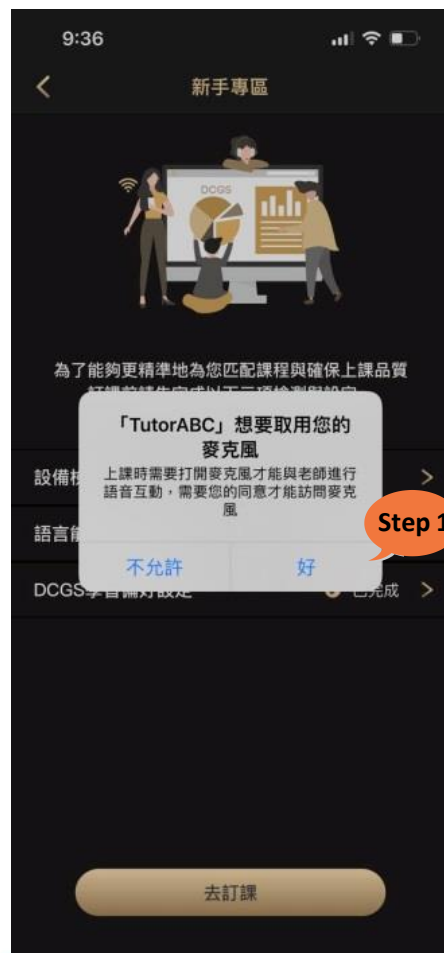 9:36
新手專區
DCGS
為了能夠更精準地為您匹配課程與確保上課品質
「TutorABC」想要取用您的
麥克風
上課時需要打開麥克風才能與老師進行
語音互動，需要您的同意才能訪問麥克
風
設備
語言
Step 1
不允許
好
DCGS
已完成
去訂課